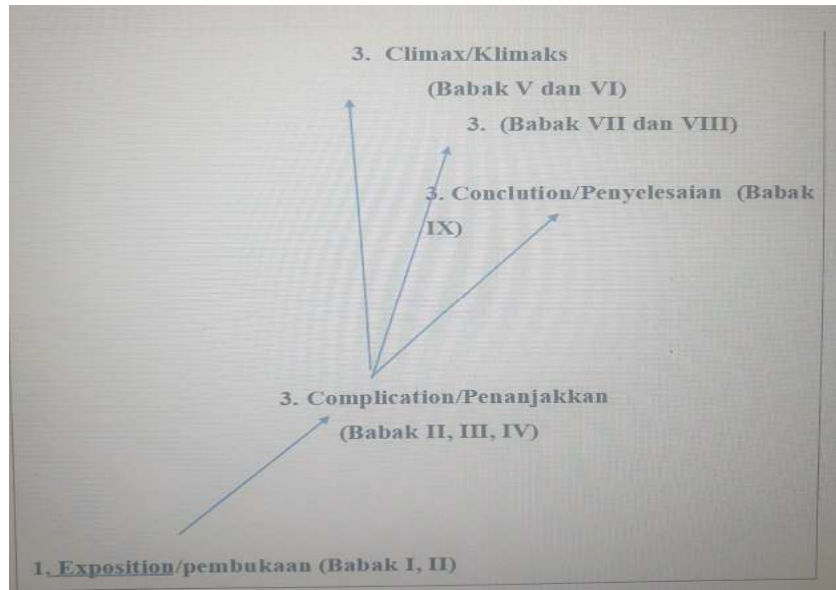 3. Climax/Klimaks
(Babak V dan VI)
3. (Babak VII dan VIII)
3. Conclution/Penyelesaian (Babak
IX)
3. Complication/Penanjakkan
(Babak II, III, IV)
1. Exposition/pembukaan (Babak I, II)